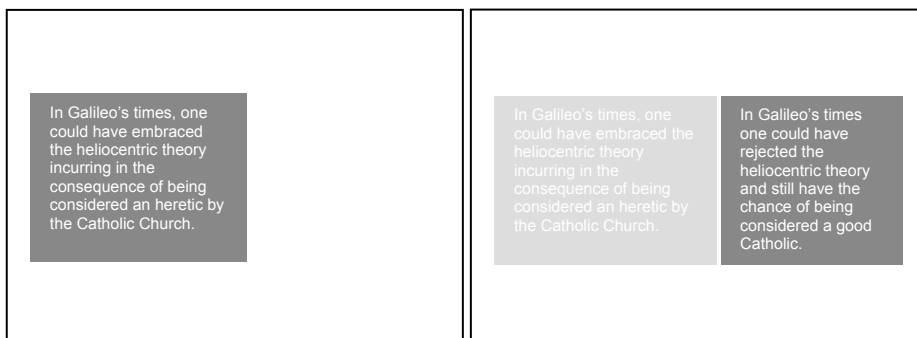 In Galileo’s times, one
could have embraced
the heliocentric theory
incurring in the
consequence of being
considered an heretic by
the Catholic Church.
In Galileo’s times, one
could have embraced the
heliocentric theory
incurring in the
consequence of being
considered an heretic by
the Catholic Church.
In Galileo’s times
one could have
rejected the
heliocentric theory
and still have the
chance of being
considered a good
Catholic.